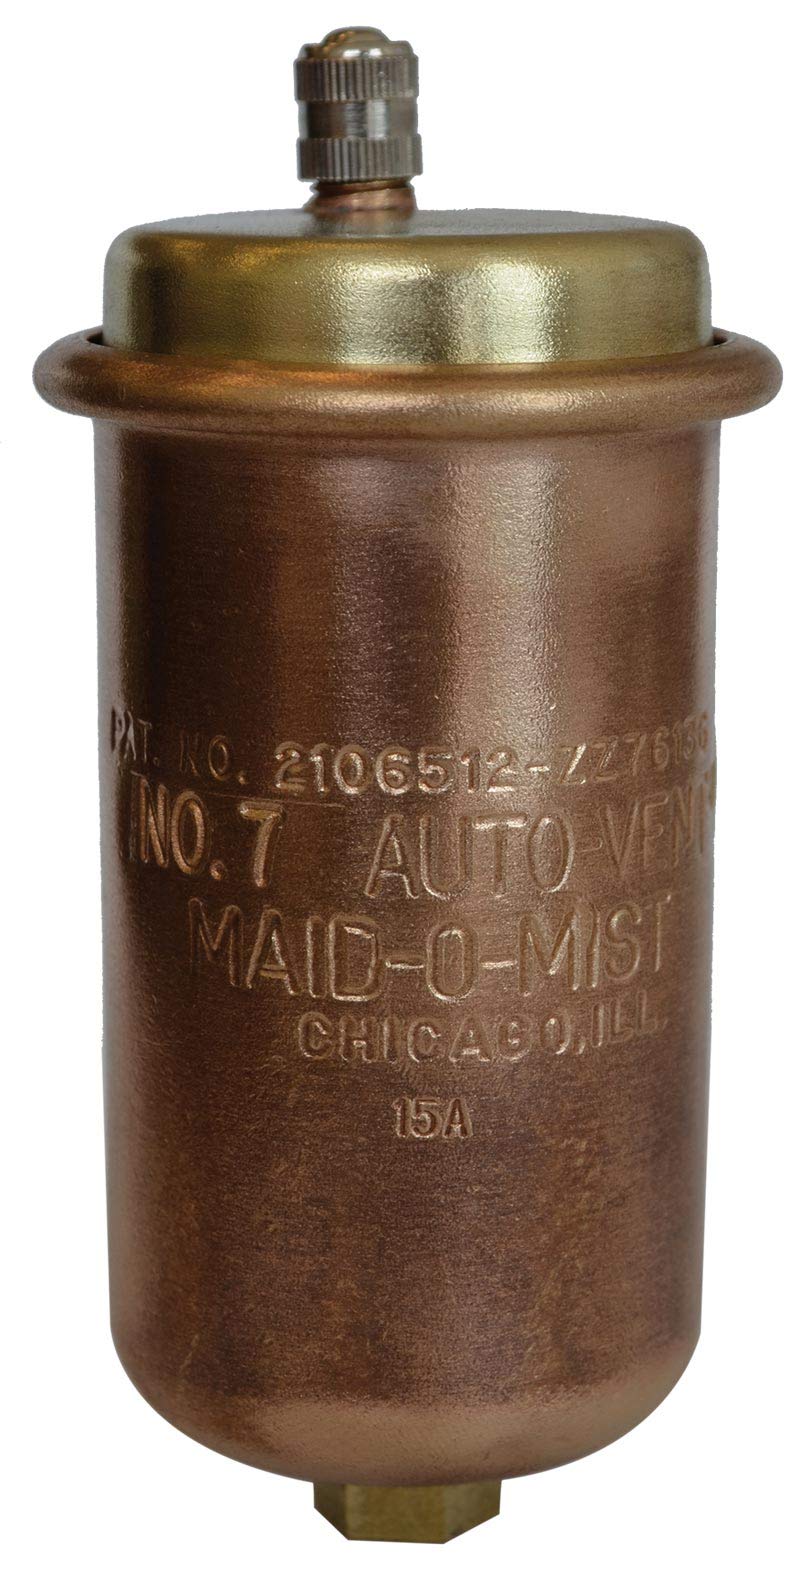 PAT. NO. 2106512-ZZ76136
NO. 7 AUTO-VENT
MAID-O-MIST
CHICAGO, ILL.
15A